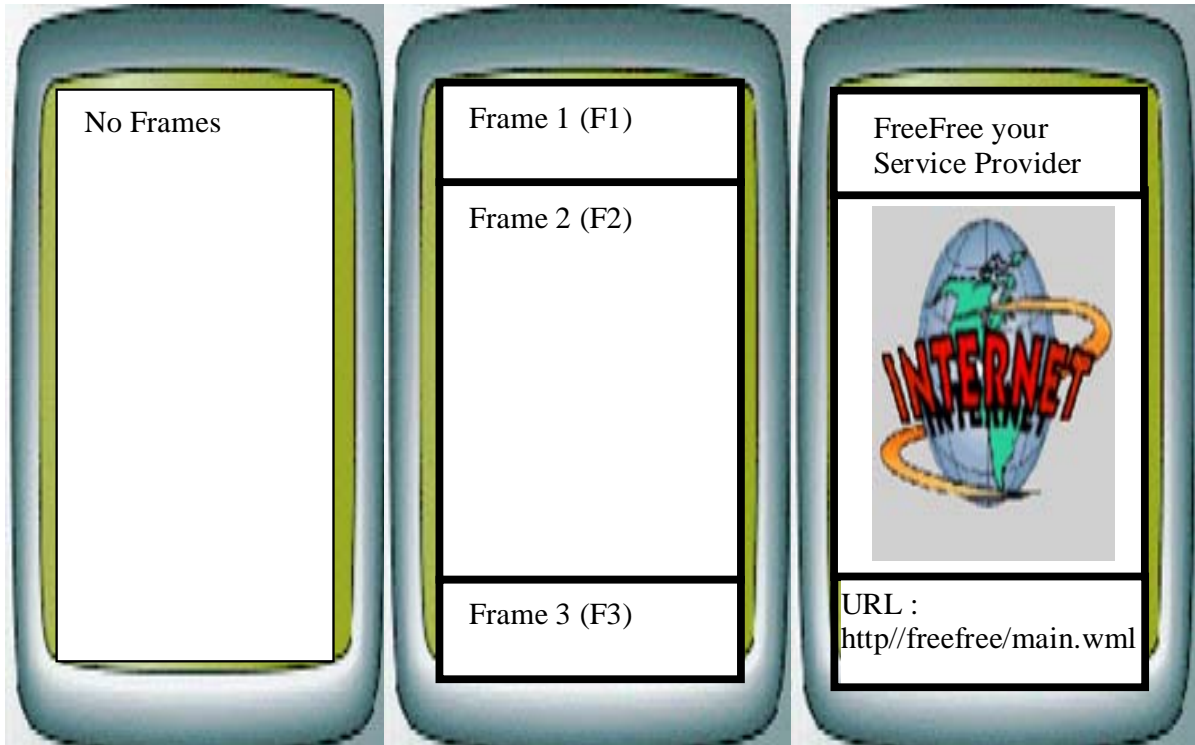 No Frames
Frame 1 (F1)
Frame 2 (F2)
Frame 3 (F3)
FreeFree your
Service Provider
INTERNET
URL :
http//freefree/main.wml